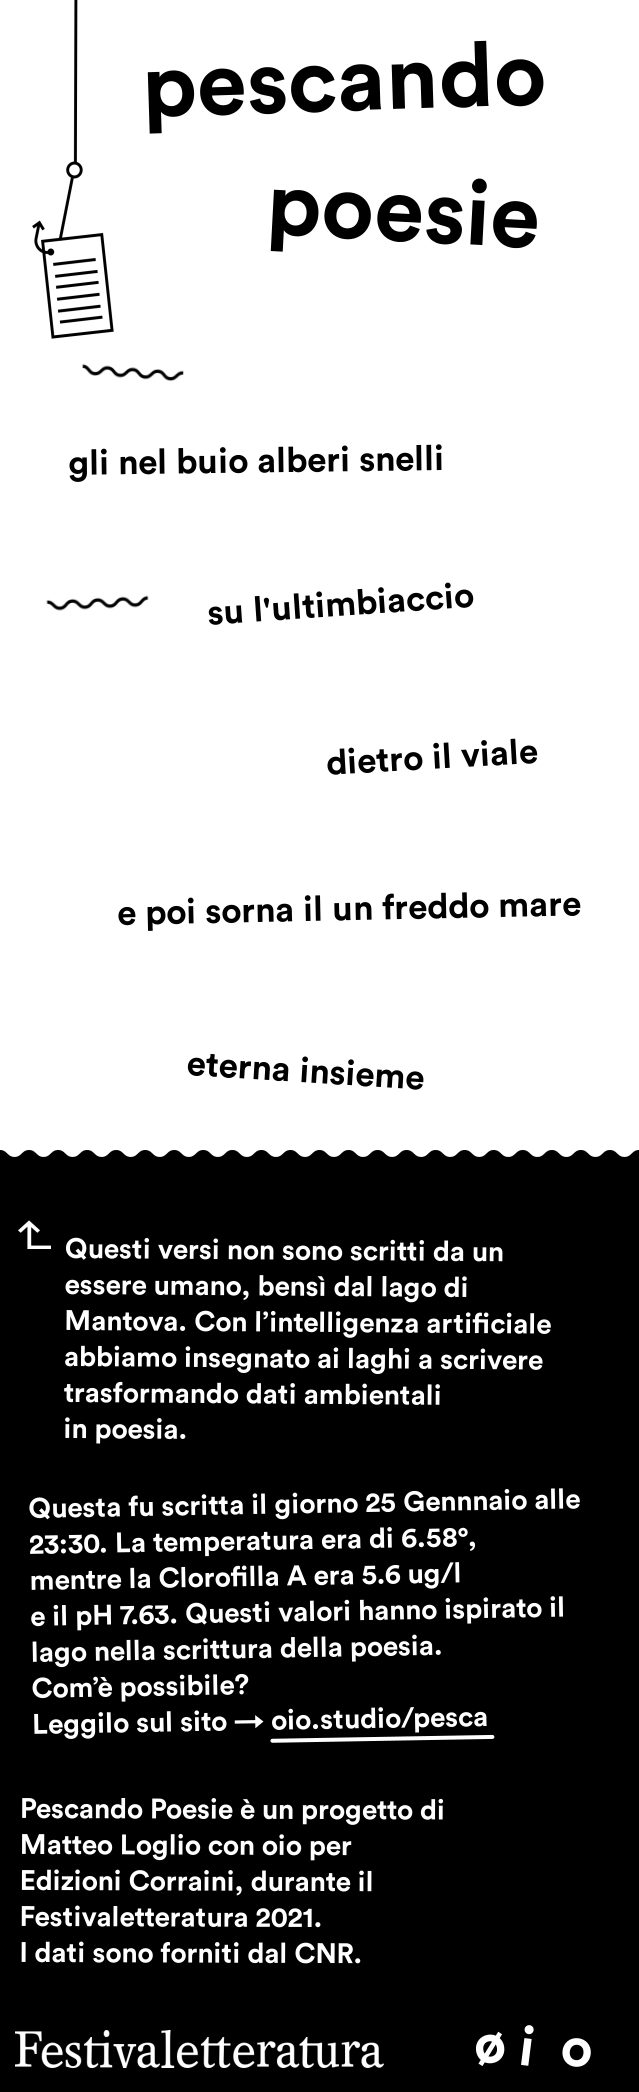 pescando
poesie
gli nel buio alberi snelli
su l'ultimbiaccio
dietro il viale
e poi sorna il un freddo mare
eterna insieme
Questi versi non sono scritti da un
essere umano, bensì dal lago di
Mantova. Con l’intelligenza artificiale
abbiamo insegnato ai laghi a scrivere
trasformando dati ambientali
in poesia.
Questa fu scritta il giorno 25 Gennnaio alle
23:30. La temperatura era di 6.58°,
mentre la Clorofilla A era 5.6 ug/l
e il pH 7.63. Questi valori hanno ispirato il
lago nella scrittura della poesia.
Com’è possibile?
Leggilo sul sito → oio.studio/pesca
Pescando Poesie è un progetto di
Matteo Loglio con oio per
Edizioni Corraini, durante il
Festivaletteratura 2021.
I dati sono forniti dal CNR.
Festivaletteratura ø i o